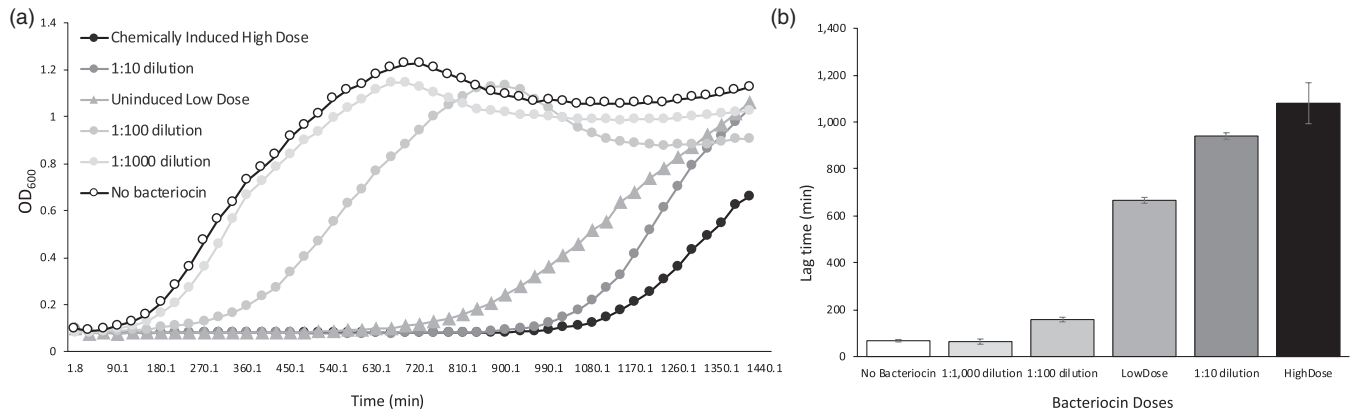 (a)
1.4
1.2
1
0.8
0.6
0.4
0.2
0
OD600
Chemically Induced High Dose
1:10 dilution
Uninduced Low Dose
1:100 dilution
1:1000 dilution
No bacteriocin
1.8 90.1 180.1 270.1 360.1 450.1 540.1 630.1 720.1 810.1 900.1 990.1 1080.1 1170.1 1260.1 1350.1 1440.1
Time (min)
(b)
1,400
1,200
1,000
800
600
400
200
0
Lag time (min)
No Bacteriocin 1:1,000 dilution 1:100 dilution LowDose 1:10 dilution HighDose
Bacteriocin Doses